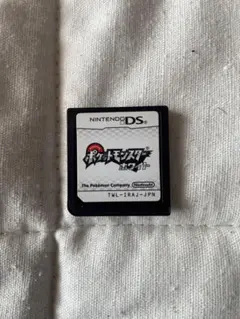 NINTENDO DS
ポケットモンスター
ホワイト
The Pokémon Company Nintendo
TWL-IRAJ-JPN